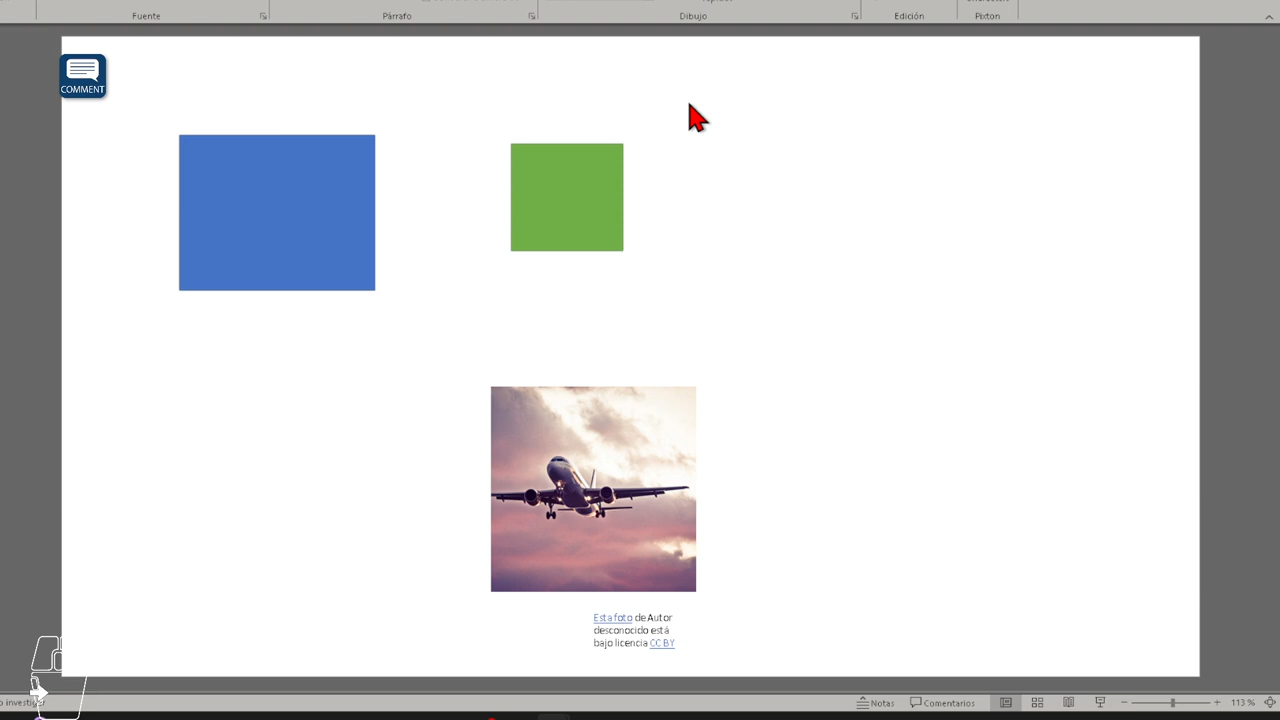 Fuente
Párrafo
Dibujo
Edición
Pixton
COMMENT
Esta foto de Autor
desconocido está
bajo licencia CC BY
o investigar
Notas
Comentarios
113 %